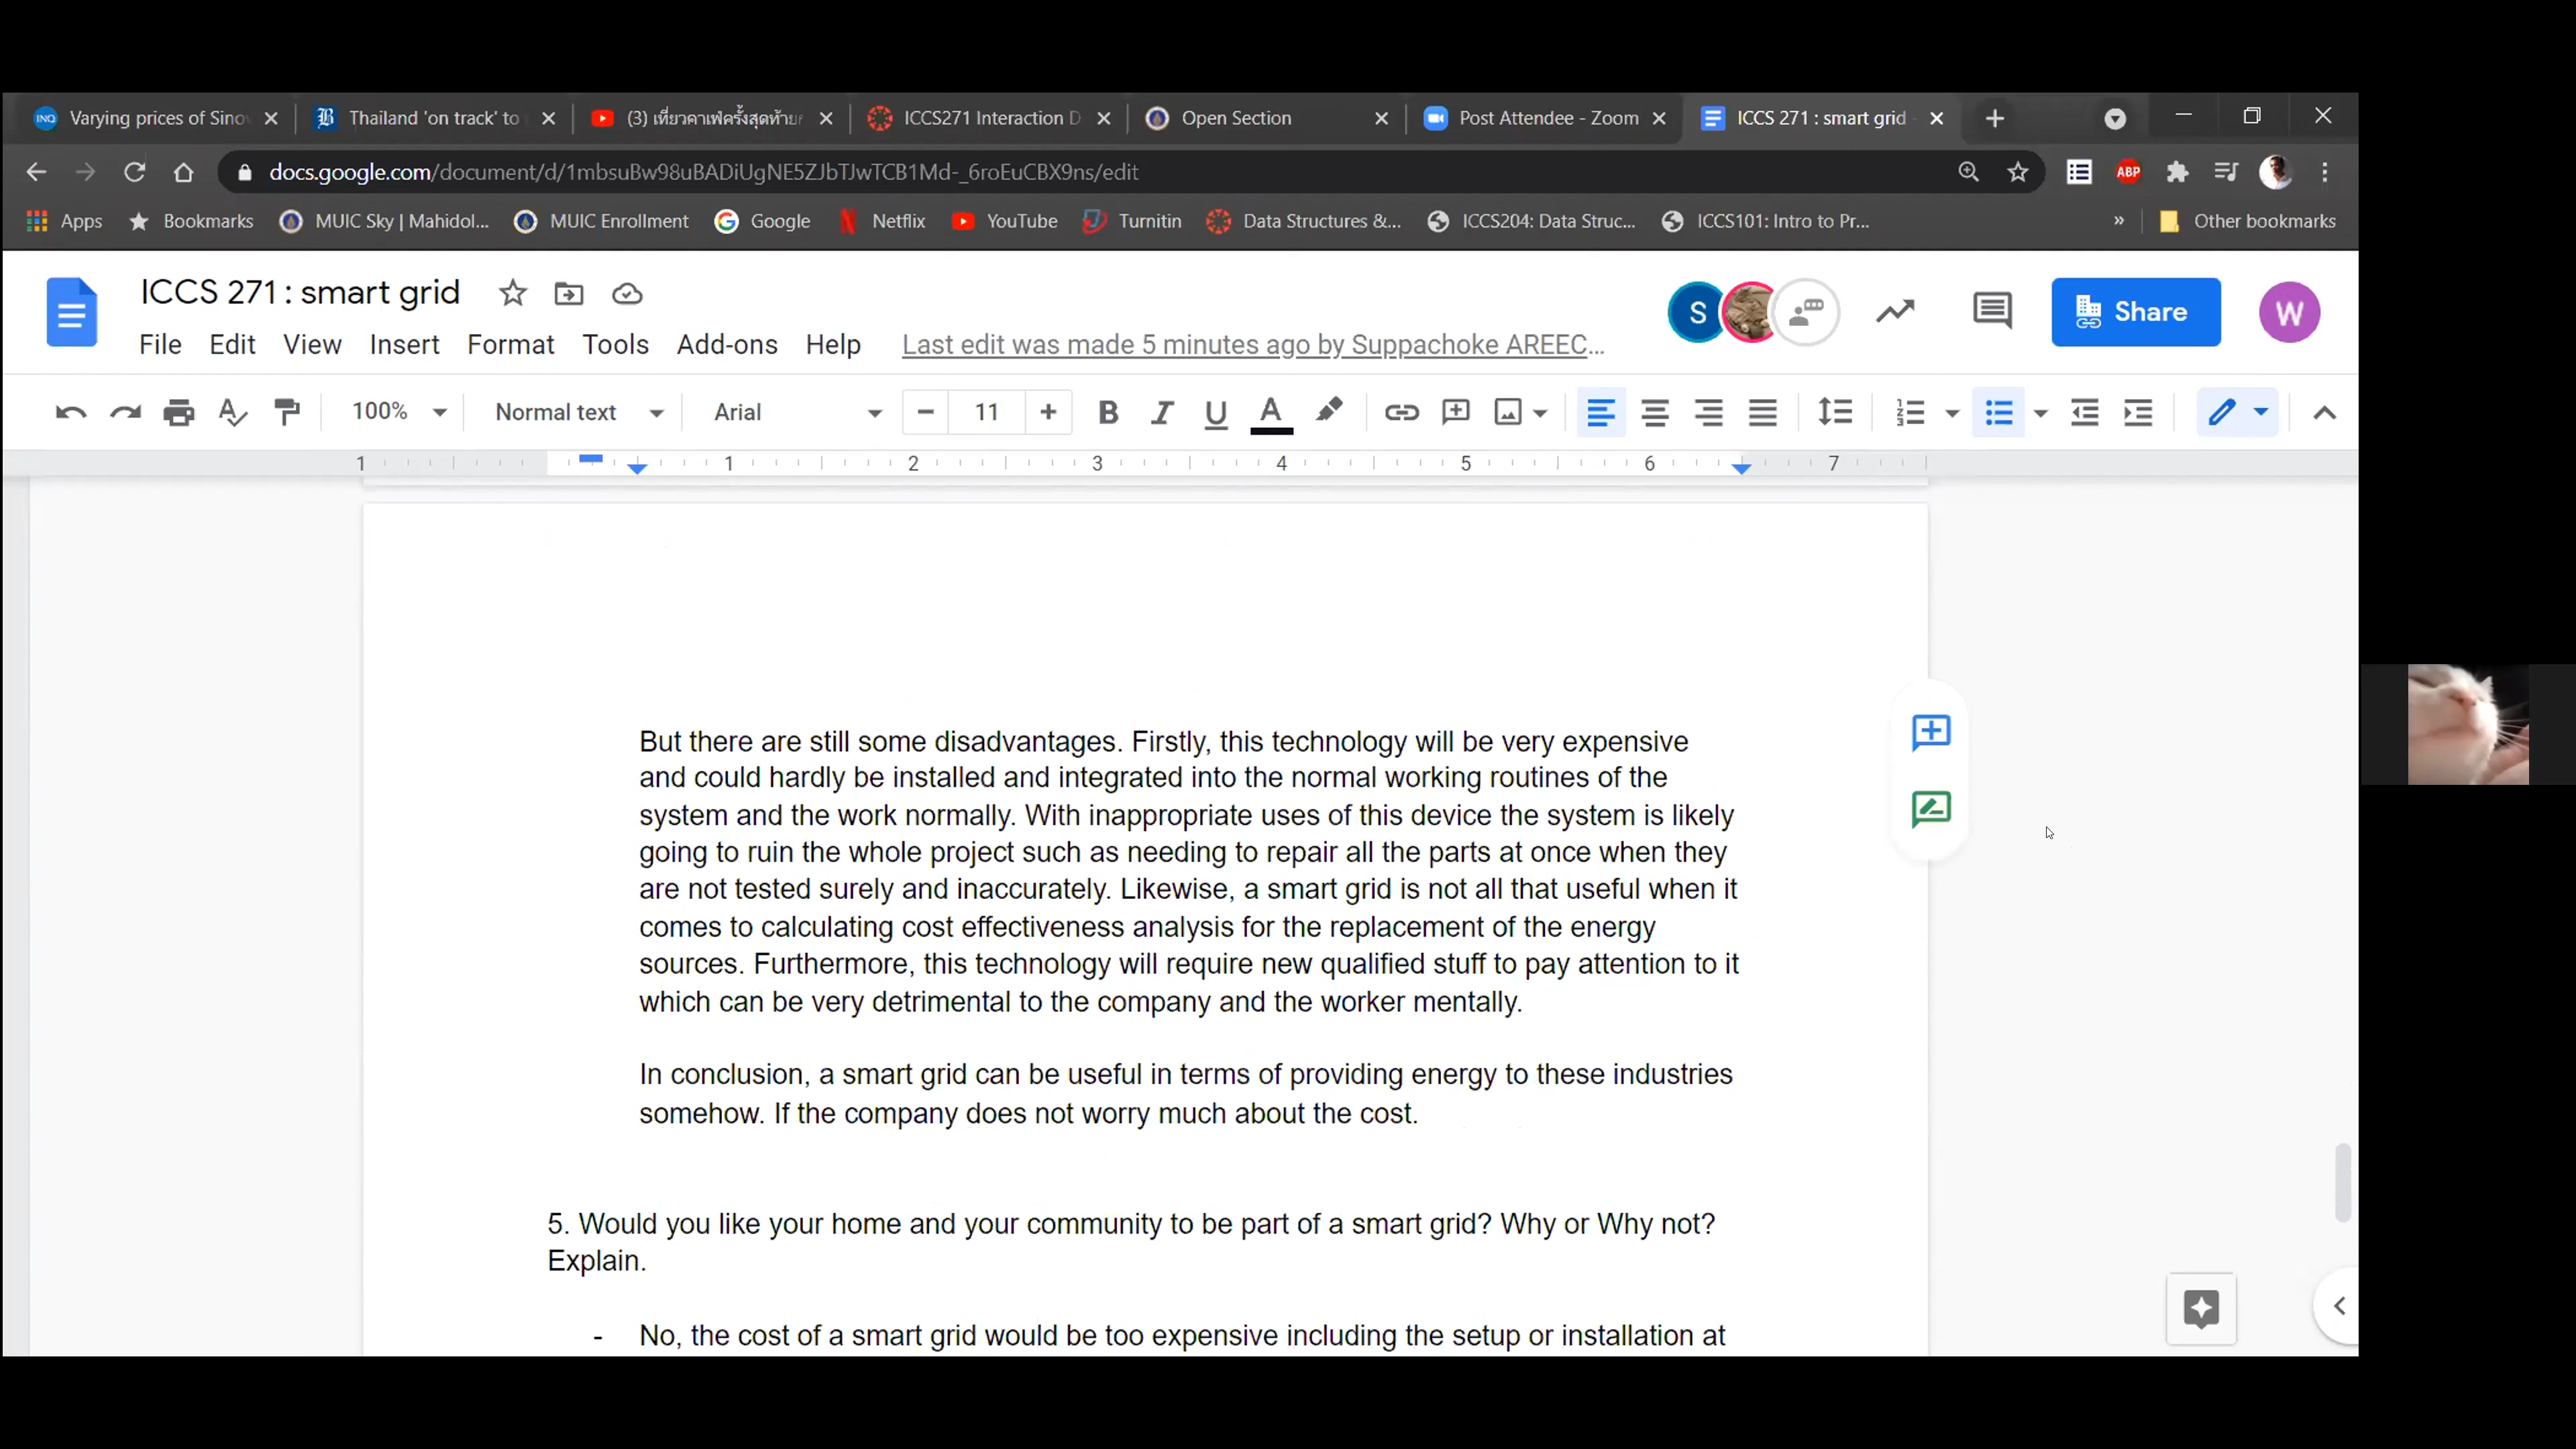 Varying prices of Sino
Thailand 'on track' to
(3) เที่ยวคาเฟ่ครั้งสุดท้าย
ICCS271 Interaction D
Open Section
Post Attendee - Zoom
ICCS 271 : smart grid
docs.google.com/document/d/1mbsuBw98uBADiUgNE5ZJbTJwTCB1Md-_6roEuCBX9ns/edit
ABP
Apps
Bookmarks
MUIC Sky | Mahidol...
MUIC Enrollment
Google
Netflix
YouTube
Turnitin
Data Structures &...
ICCS204: Data Struc...
ICCS101: Intro to Pr...
»
Other bookmarks
ICCS 271 : smart grid
S
Share
W
File Edit View Insert Format Tools Add-ons Help
Last edit was made 5 minutes ago by Suppachoke AREEC...
100%
Normal text
Arial
11
1 1 2 3 4 5 6 7
But there are still some disadvantages. Firstly, this technology will be very expensive
and could hardly be installed and integrated into the normal working routines of the
system and the work normally. With inappropriate uses of this device the system is likely
going to ruin the whole project such as needing to repair all the parts at once when they
are not tested surely and inaccurately. Likewise, a smart grid is not all that useful when it
comes to calculating cost effectiveness analysis for the replacement of the energy
sources. Furthermore, this technology will require new qualified stuff to pay attention to it
which can be very detrimental to the company and the worker mentally.
In conclusion, a smart grid can be useful in terms of providing energy to these industries
somehow. If the company does not worry much about the cost.
5. Would you like your home and your community to be part of a smart grid? Why or Why not?
Explain.
- No, the cost of a smart grid would be too expensive including the setup or installation at